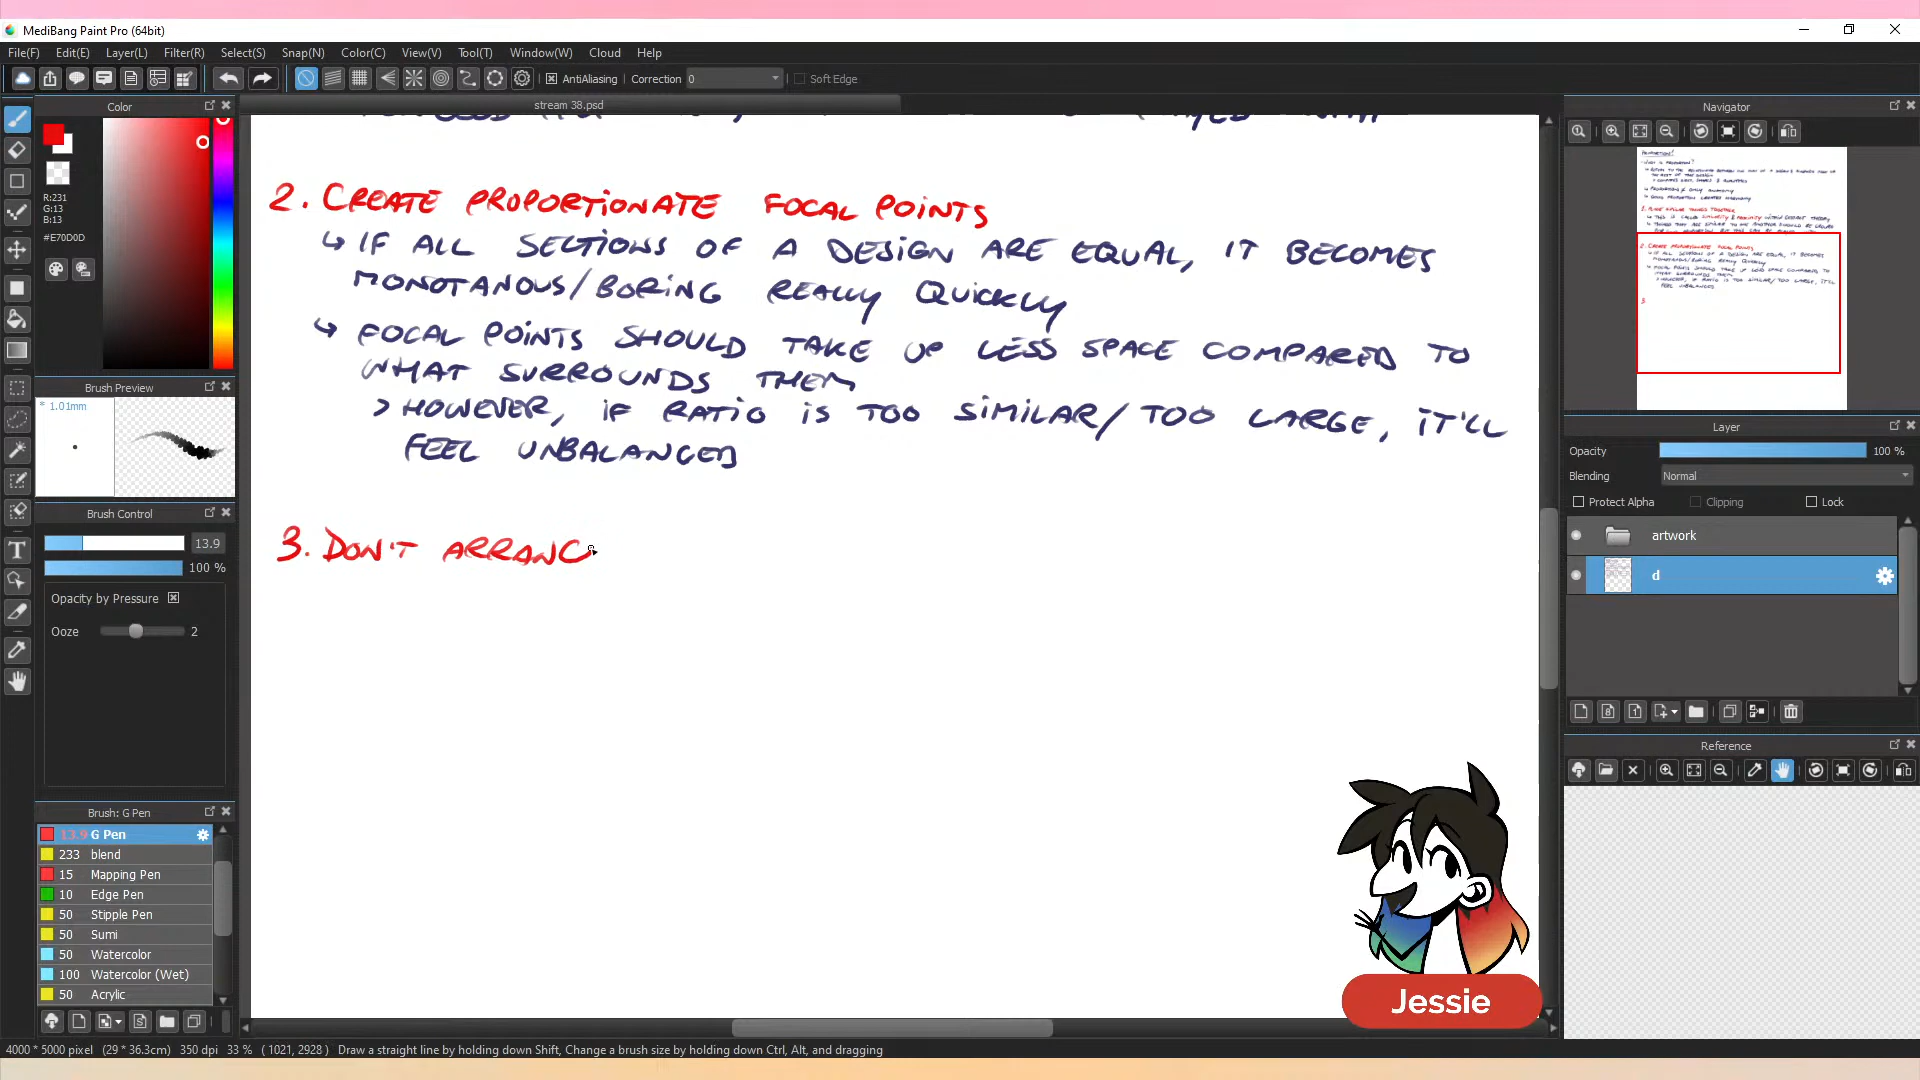 MediBang Paint Pro (64bit)
File(F) Edit(E) Layer(L) Filter(R) Select(S) Snap(N) Color(C) View(V) Tool(T) Window(W) Cloud Help
AntiAliasing Correction 0 Soft Edge
Color
stream 38.psd
Navigator
R:231
G:13
B:13
#E70D0D
2. CREATE PROPORTIONATE FOCAL POINTS
↳ IF ALL SECTIONS OF A DESIGN ARE EQUAL, IT BECOMES
MONOTANOUS/BORING REALLY QUICKLY
↳ FOCAL POINTS SHOULD TAKE UP LESS SPACE COMPARED TO
WHAT SURROUNDS THEM
> HOWEVER, IF RATIO IS TOO SIMILAR/TOO LARGE, IT'LL
FEEL UNBALANCED
3. DON'T ARRANC
Brush Preview
* 1.01mm
Brush Control
13.9
100 %
Opacity by Pressure
Ooze 2
Brush: G Pen
13.9 G Pen
233 blend
15 Mapping Pen
10 Edge Pen
50 Stipple Pen
50 Sumi
50 Watercolor
100 Watercolor (Wet)
50 Acrylic
Layer
Opacity 100 %
Blending Normal
Protect Alpha Clipping Lock
artwork
d
Reference
Jessie
4000 * 5000 pixel (29 * 36.3cm) 350 dpi 33 % ( 1021, 2928 ) Draw a straight line by holding down Shift, Change a brush size by holding down Ctrl, Alt, and dragging